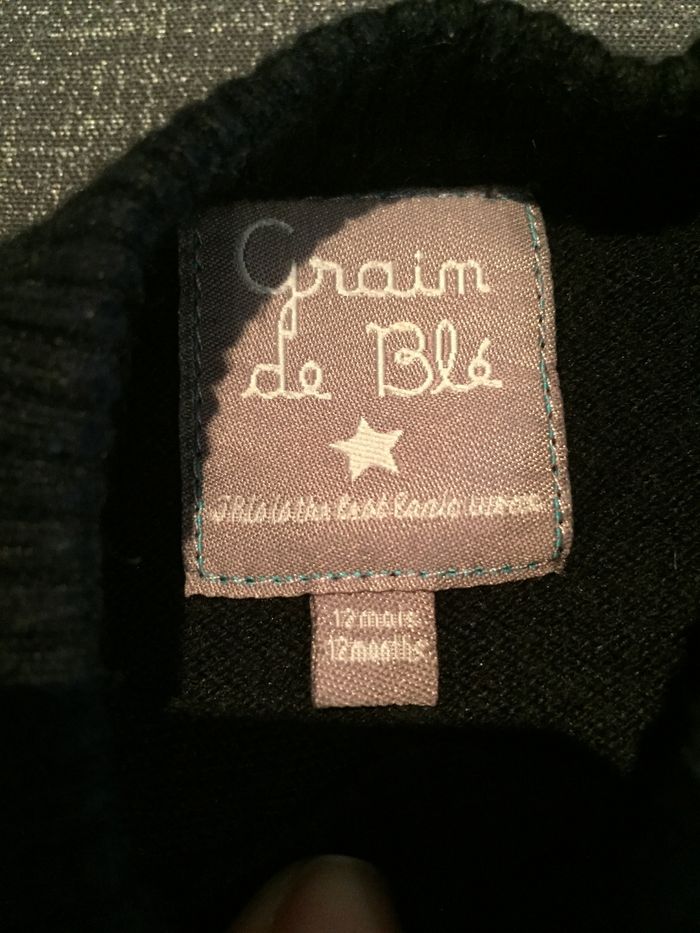 Grain
de Blé
12 mois
12 months